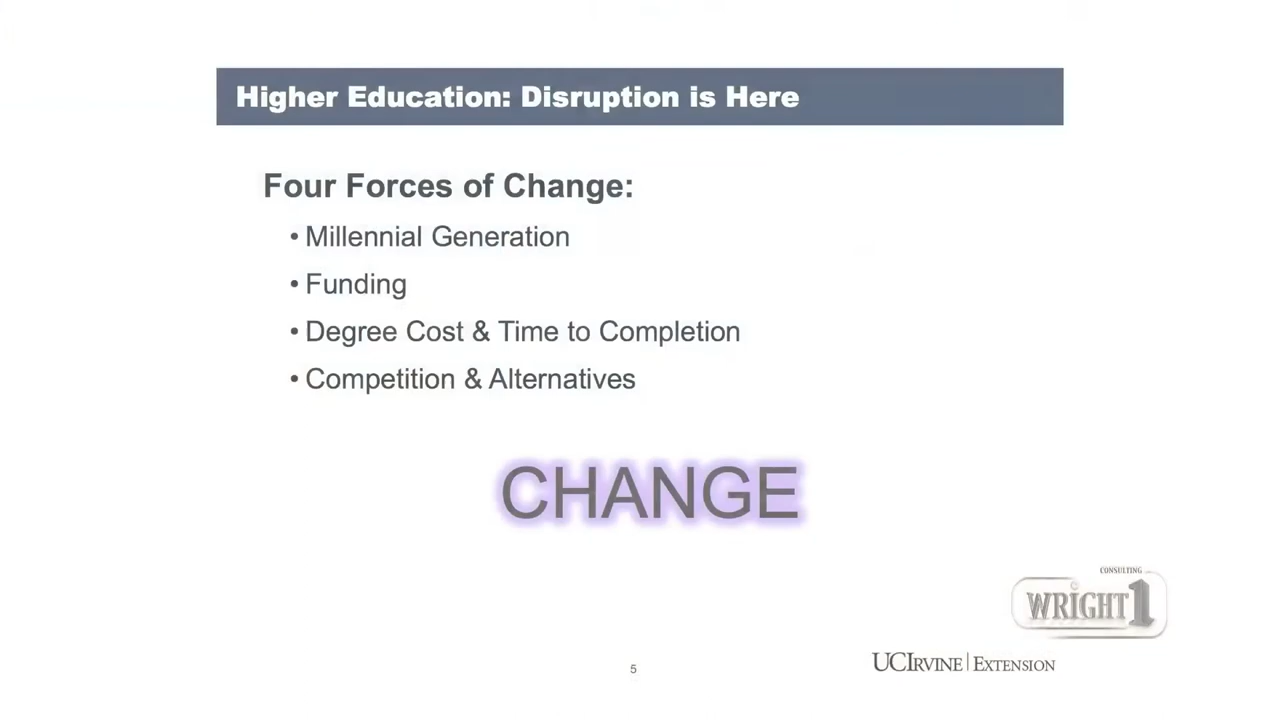 Higher Education: Disruption is Here
Four Forces of Change:
• Millennial Generation
• Funding
• Degree Cost & Time to Completion
• Competition & Alternatives
CHANGE
CONSULTING
WRiGHT1
5
UCIRVINE | EXTENSION